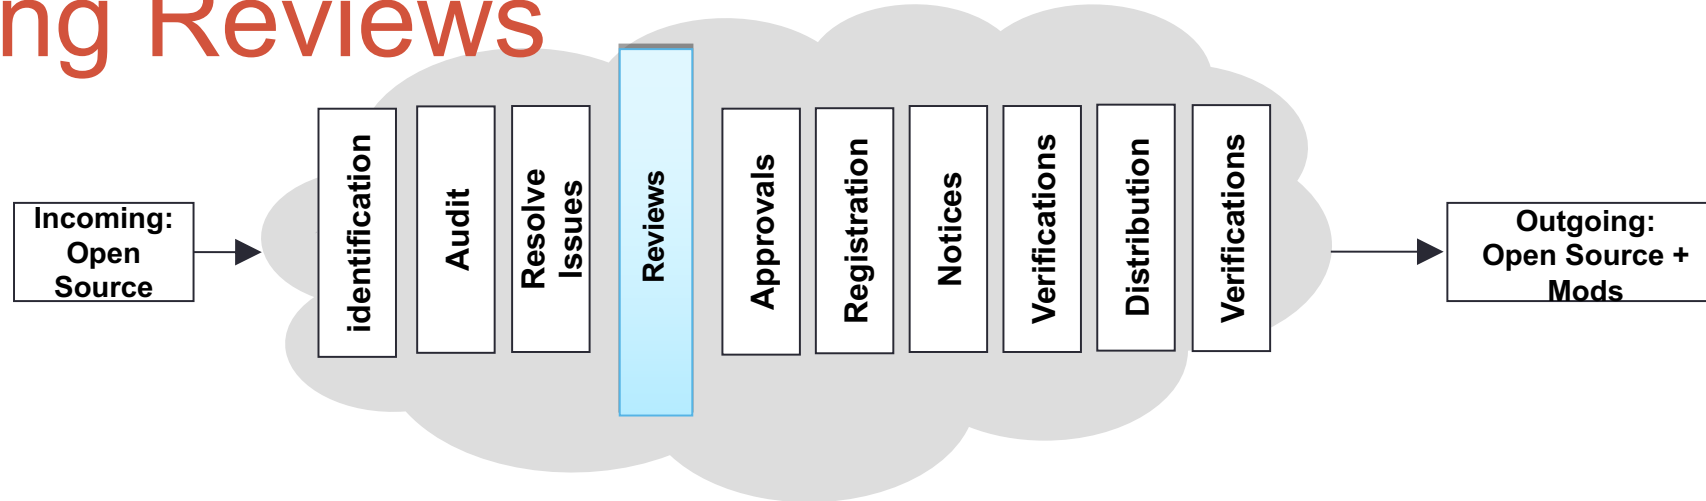 ng Reviews
Incoming:
Open
Source
identification
Audit
Resolve
Issues
Reviews
Approvals
Registration
Notices
Verifications
Distribution
Verifications
Outgoing:
Open Source +
Mods